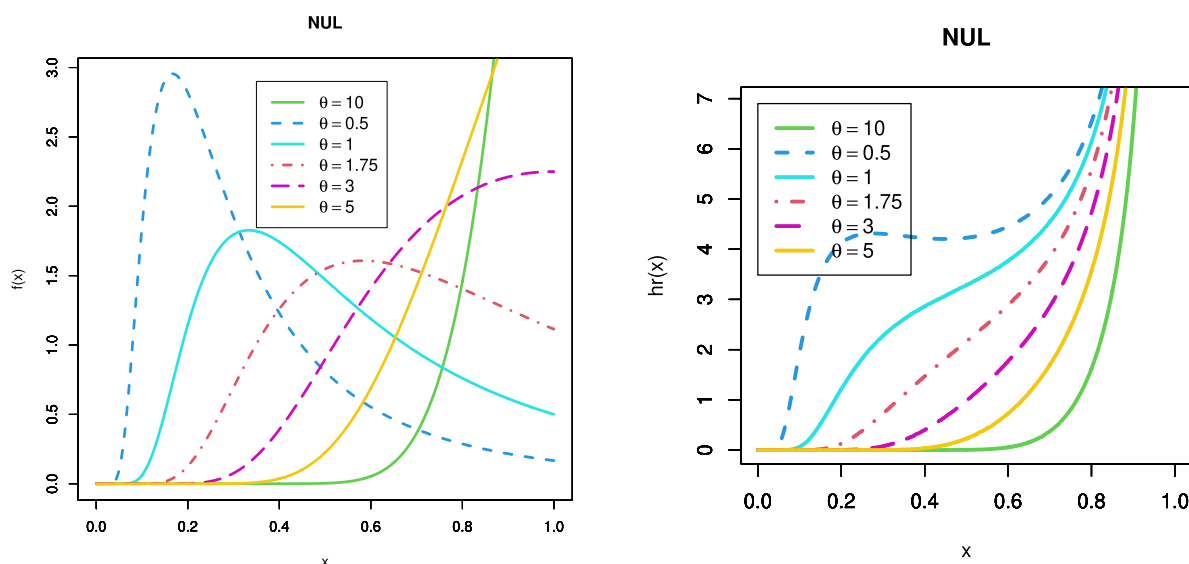 NUL
f(x)
3.0
2.5
2.0
1.5
1.0
0.5
0.0
θ = 10
θ = 0.5
θ = 1
θ = 1.75
θ = 3
θ = 5
0.0 0.2 0.4 0.6 0.8 1.0
x
NUL
hr(x)
7
6
5
4
3
2
1
0
θ = 10
θ = 0.5
θ = 1
θ = 1.75
θ = 3
θ = 5
0.0 0.2 0.4 0.6 0.8 1.0
x